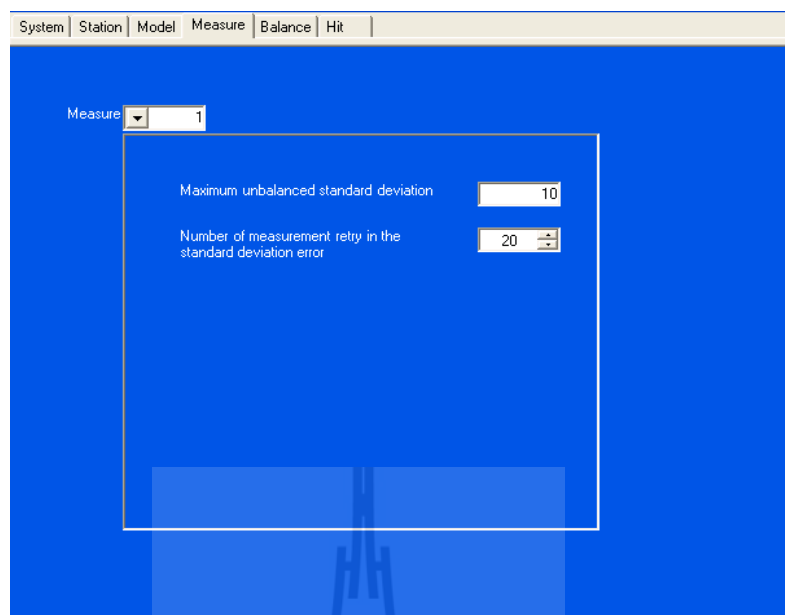 System Station Model Measure Balance Hit
Measure 1
Maximum unbalanced standard deviation 10
Number of measurement retry in the 20
standard deviation error